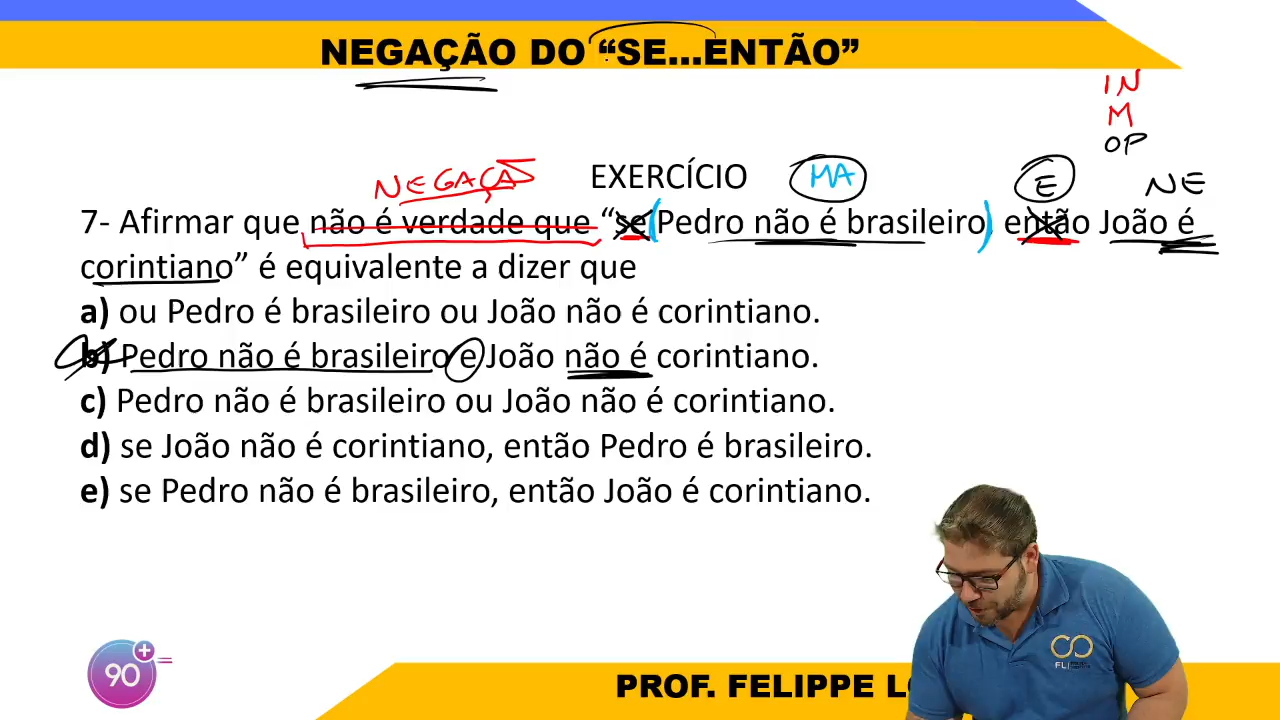 NEGAÇÃO DO “SE...ENTÃO”
IN
M
OP
NEGAÇÃO EXERCÍCIO MA E NE
7- Afirmar que não é verdade que “se Pedro não é brasileiro, então João é
corintiano” é equivalente a dizer que
a) ou Pedro é brasileiro ou João não é corintiano.
b) Pedro não é brasileiro e João não é corintiano.
c) Pedro não é brasileiro ou João não é corintiano.
d) se João não é corintiano, então Pedro é brasileiro.
e) se Pedro não é brasileiro, então João é corintiano.
90+
FLI
PROF. FELIPPE